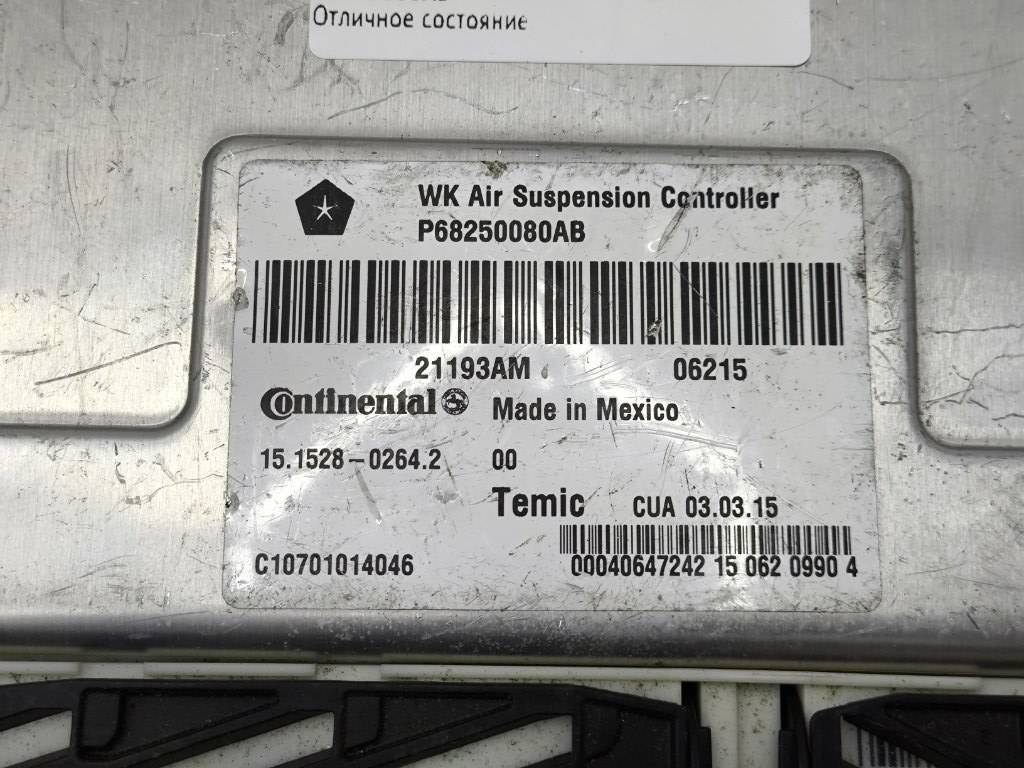 Отличное состояние
WK Air Suspension Controller
P68250080AB
21193AM 06215
Continental Made in Mexico
15.1528-0264.2 00
Temic CUA 03.03.15
C10701014046 00040647242 15 062 0990 4